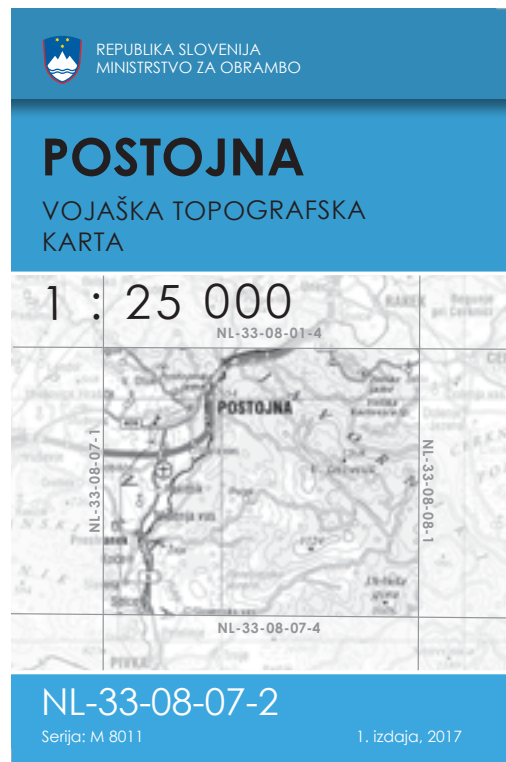 REPUBLIKA SLOVENIJA
MINISTRSTVO ZA OBRAMBO
POSTOJNA
VOJAŠKA TOPOGRAFSKA
KARTA
1 : 25 000
NL-33-08-01-4
POSTOJNA
NL-33-08-07-1
NL-33-08-08-1
NL-33-08-07-4
PIVKA
NL-33-08-07-2
Serija: M 8011
1. izdaja, 2017